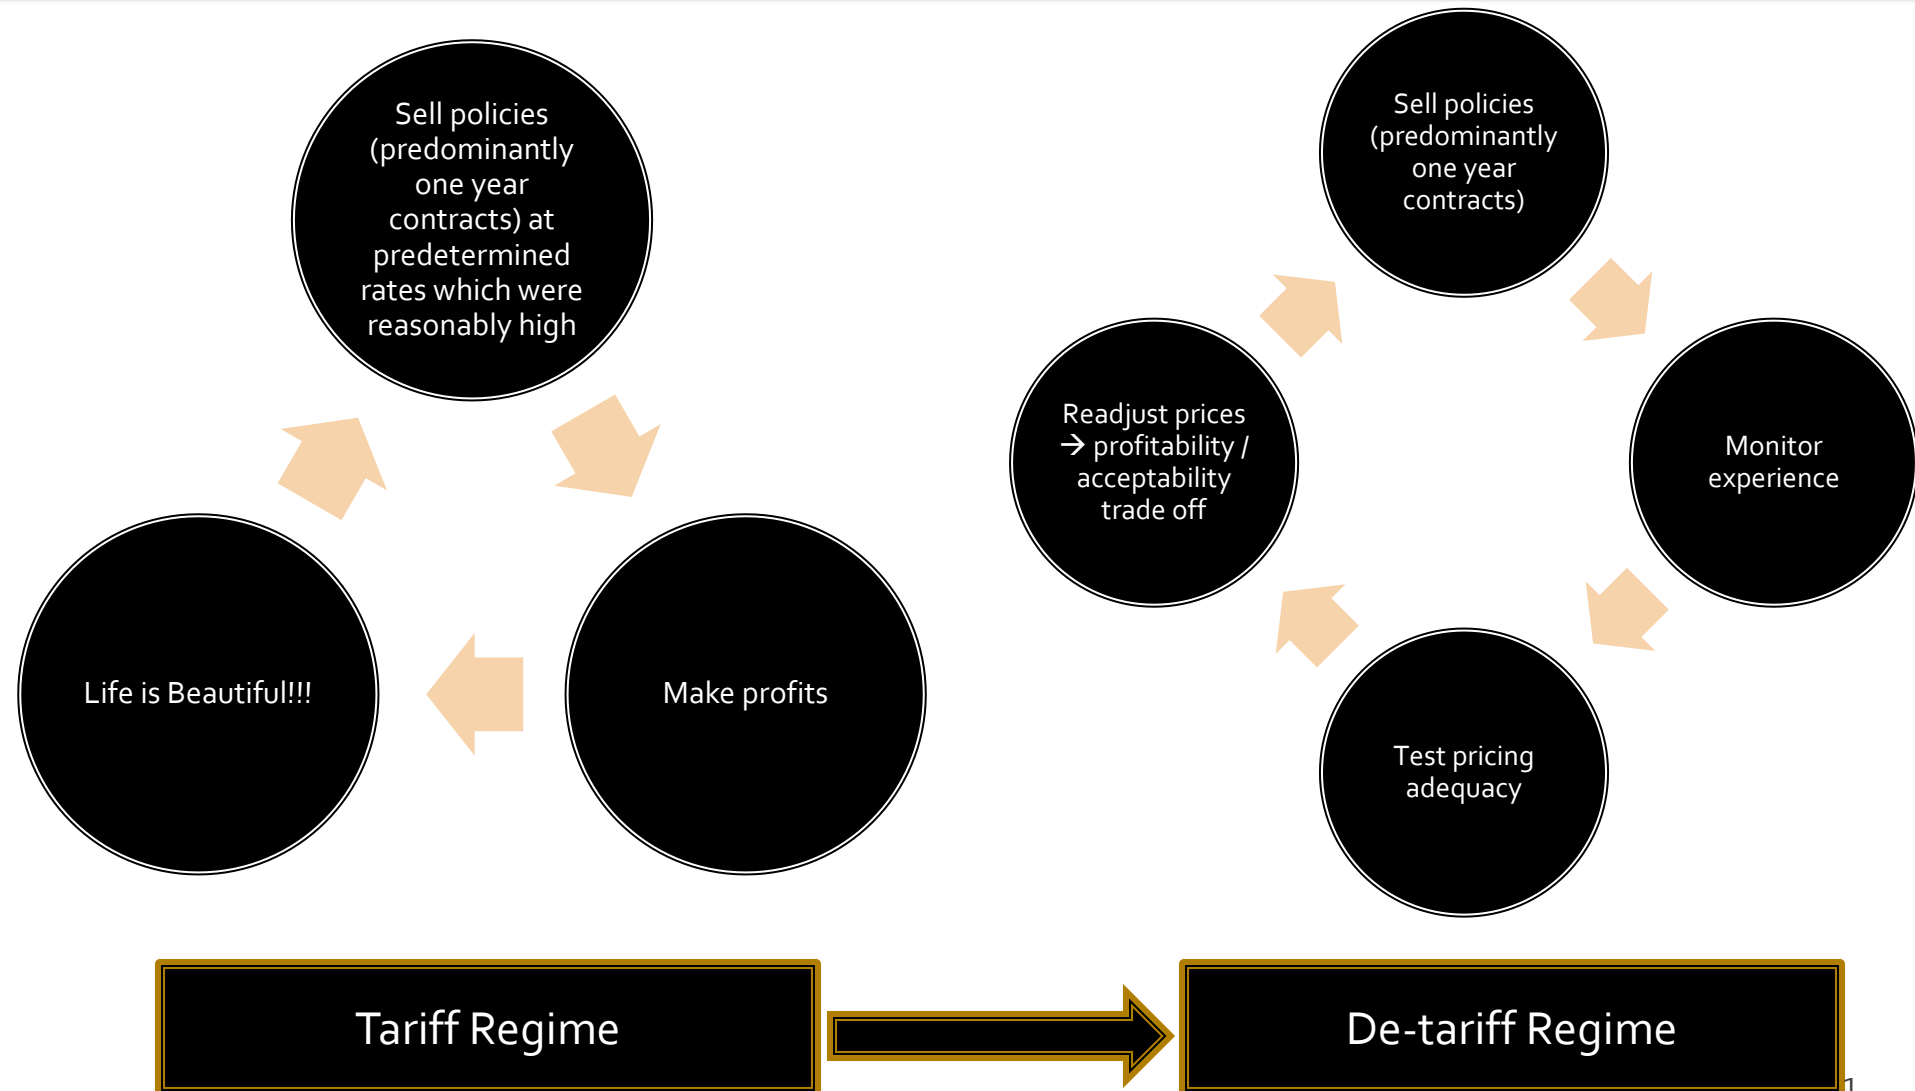 Sell policies
(predominantly
one year
contracts) at
predetermined
rates which were
reasonably high
Make profits
Life is Beautiful!!!
Sell policies
(predominantly
one year
contracts)
Monitor
experience
Test pricing
adequacy
Readjust prices
→ profitability /
acceptability
trade off
Tariff Regime
De-tariff Regime
1